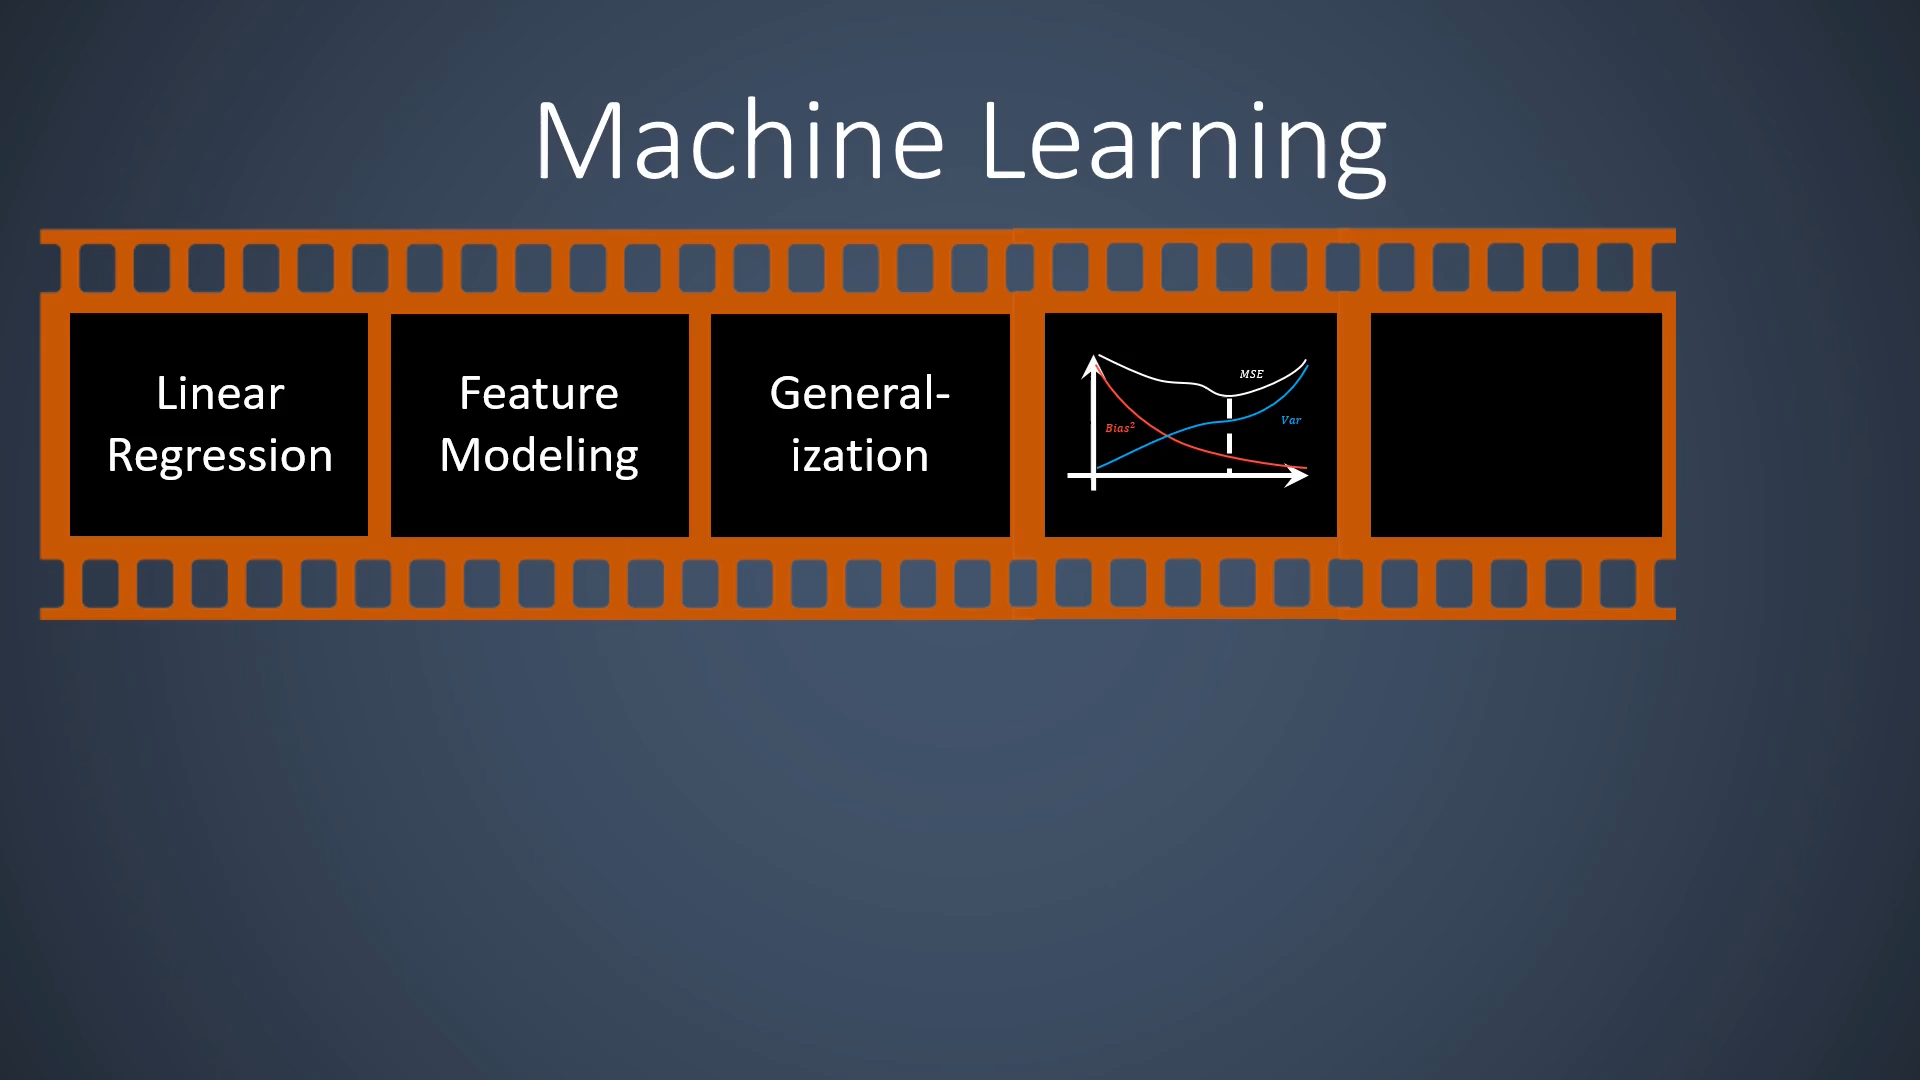 Machine Learning
Linear
Regression
Feature
Modeling
General-
ization
MSE
Bias²
Var